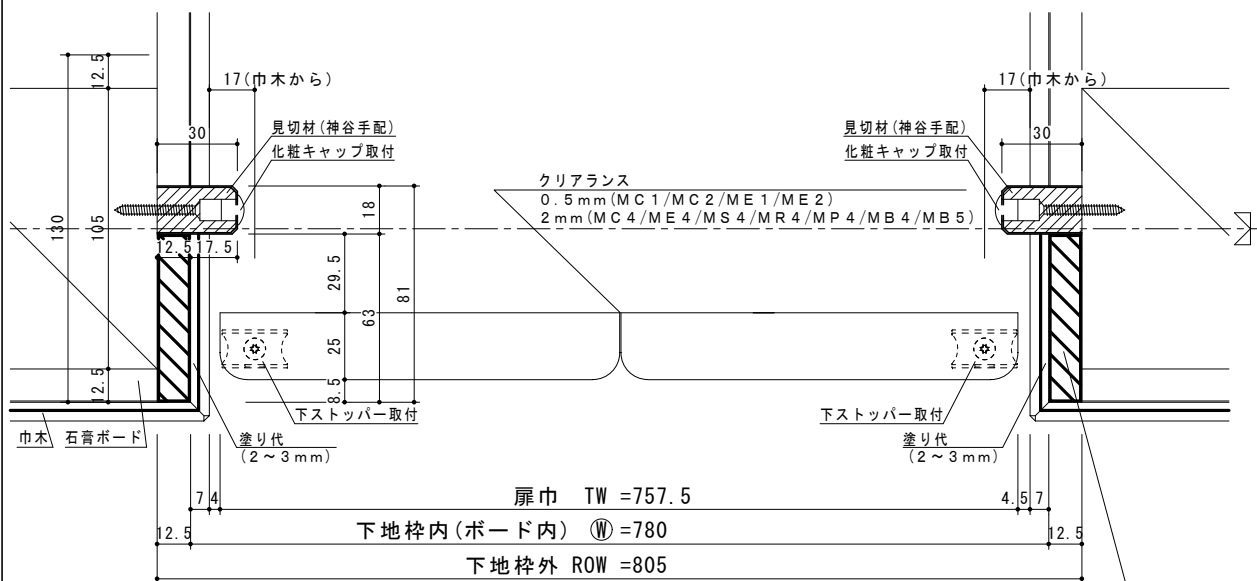 12.5
17(巾木から)
17(巾木から)
30
見切材(神谷手配)
化粧キャップ取付
見切材(神谷手配)
化粧キャップ取付
30
クリアランス
0.5mm(MC1/MC2/ME1/ME2)
2mm(MC4/ME4/MS4/MR4/MP4/MB4/MB5)
130
105
18
12.5
17.5
29.5
81
63
25
12.5
8.5
下ストッパー取付
下ストッパー取付
巾木
石膏ボード
塗り代
(2~3mm)
塗り代
(2~3mm)
7
4
扉巾 TW =757.5
4.5
7
12.5
下地枠内(ボード内) Ⓦ =780
12.5
下地枠外 ROW =805